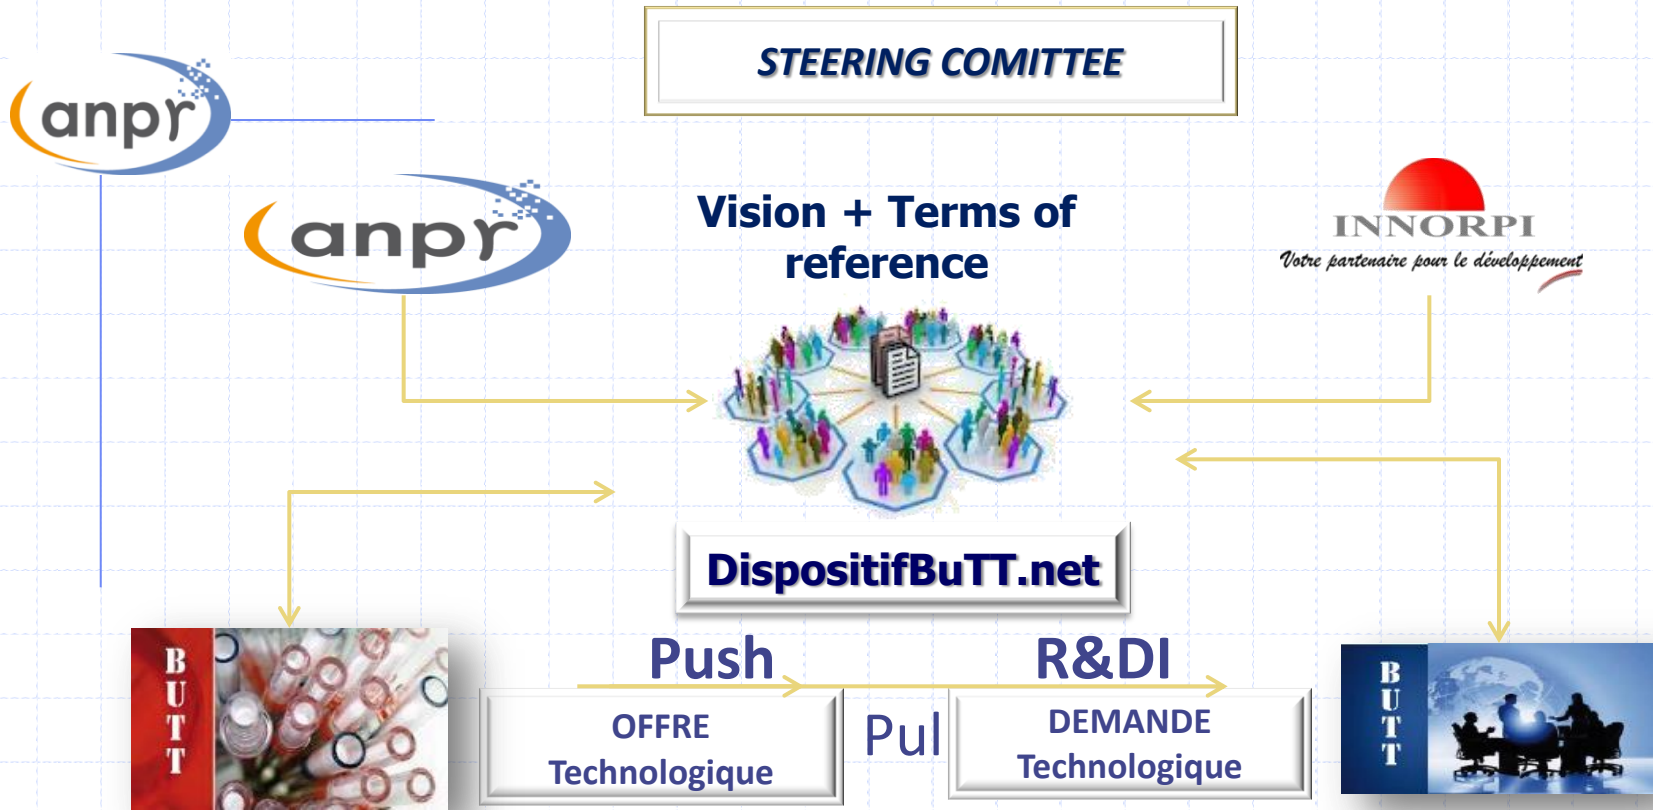 STEERING COMITTEE
anpr
anpr
Vision + Terms of
reference
INNORPI
Votre partenaire pour le développement
DispositifBuTT.net
Push
R&DI
BUTT
OFFRE
Technologique
Pul
DEMANDE
Technologique
BUTT